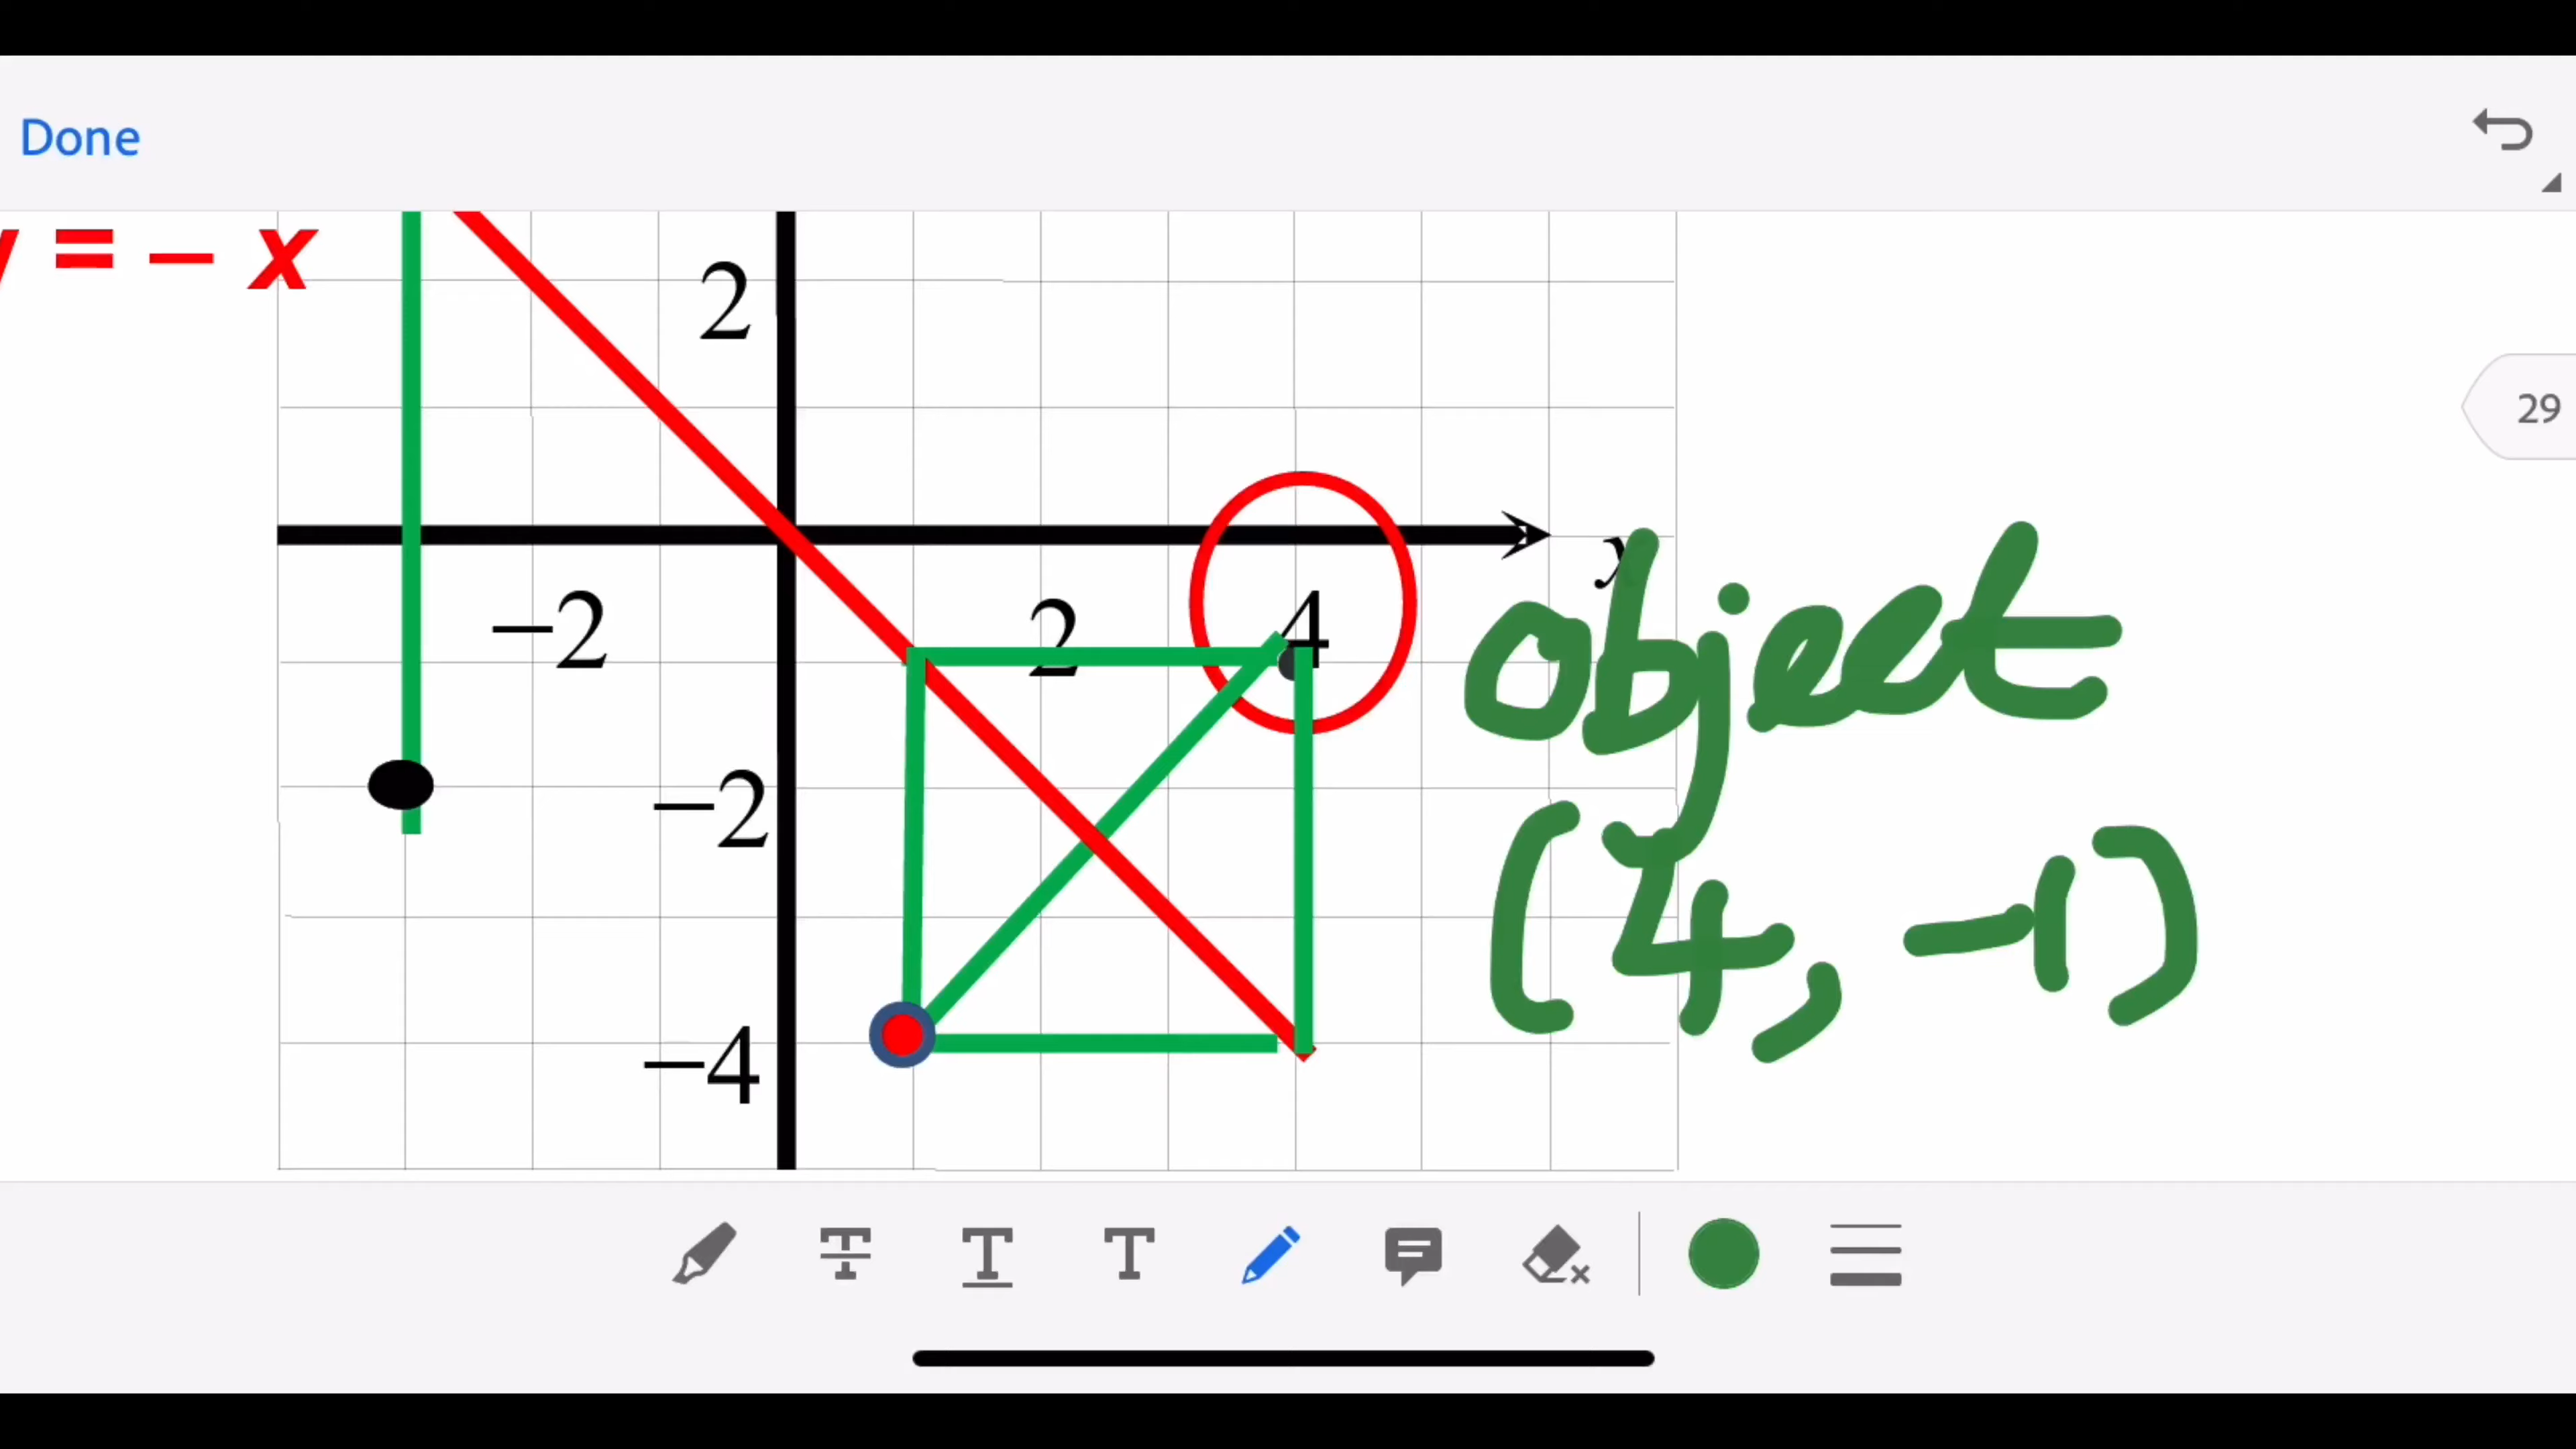 Done
y = – x
2
29
x
–2
2
4
object
–2
(4, –1)
–4
T T T